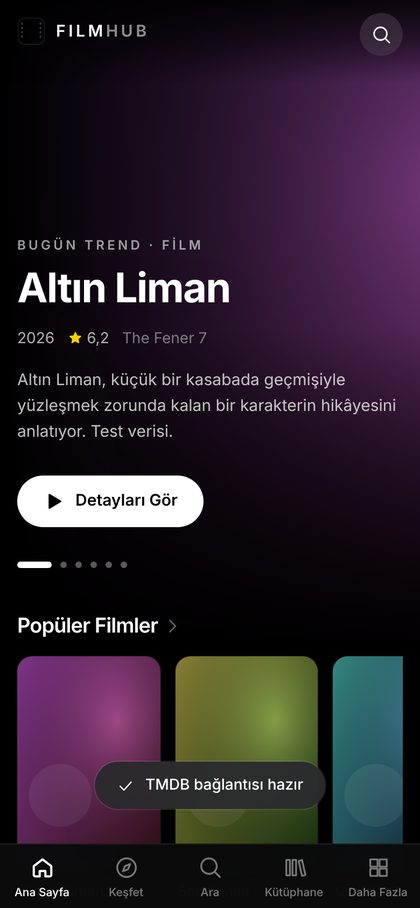 FILMHUB
BUGÜN TREND · FİLM
Altın Liman
2026 ★ 6,2 The Fener 7
Altın Liman, küçük bir kasabada geçmişiyle
yüzleşmek zorunda kalan bir karakterin hikâyesini
anlatıyor. Test verisi.
Detayları Gör
Popüler Filmler
TMDB bağlantısı hazır
Ana Sayfa Keşfet Ara Kütüphane Daha Fazla